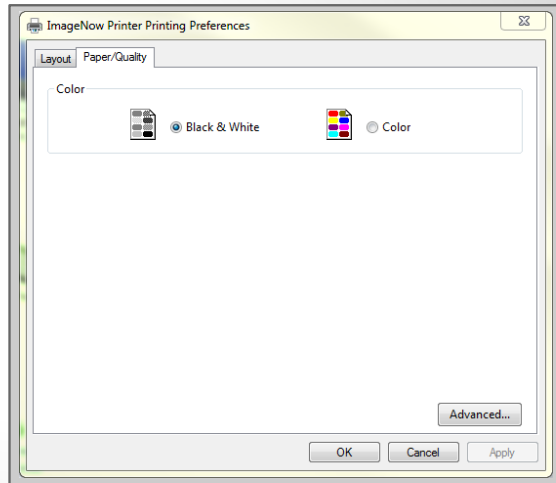 ImageNow Printer Printing Preferences
Layout Paper/Quality
Color
Black & White Color
Advanced...
OK Cancel Apply